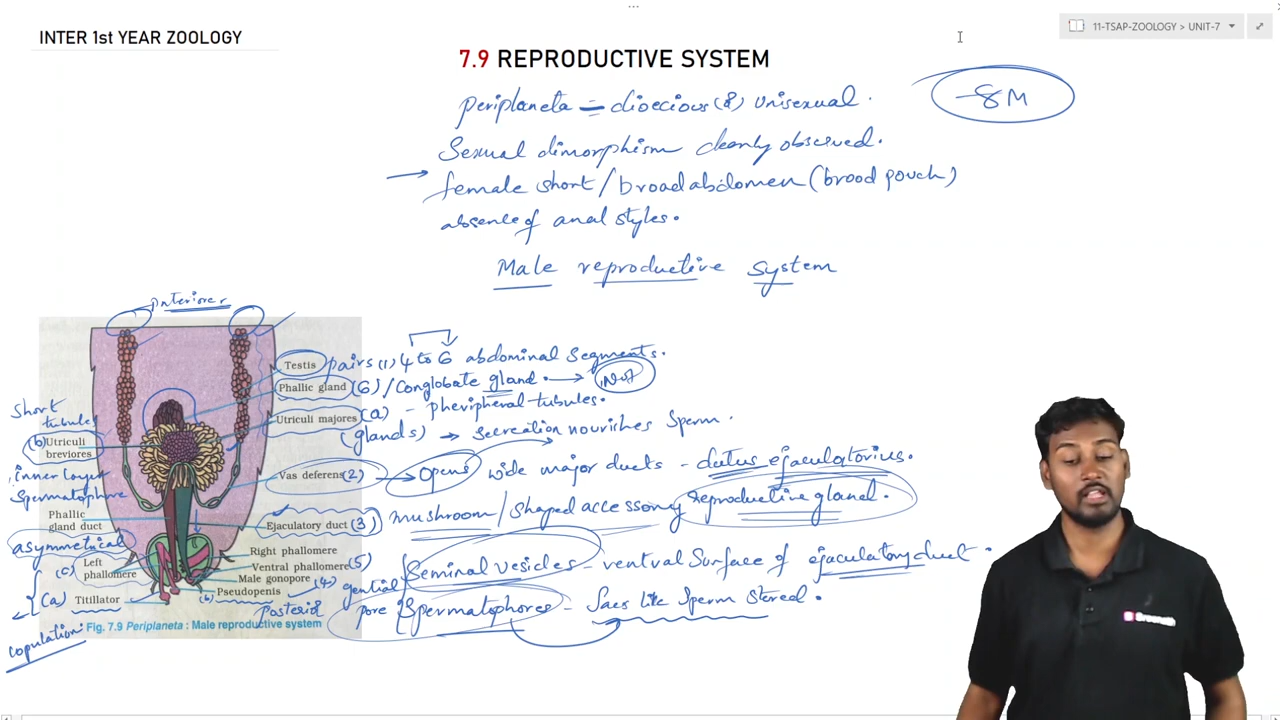 INTER 1st YEAR ZOOLOGY
11-TSAP-ZOOLOGY > UNIT-7
7.9 REPRODUCTIVE SYSTEM
periplaneta = dioecious (8) unisexual.
8M
Sexual dimorphism clearly observed.
female short / broad abdomen (brood pouch)
absence of anal styles.
Male reproductive system
anterior
Testis pairs (1) 4 to 6 abdominal segments.
Phallic gland (6) / Conglobate gland. → Not
Utriculi majores (a) - pheripheral tubules.
(glands) → Secreation nourishes Sperm.
Short
tubules
(b) Utriculi
breviores
inner layer
Spermatophore
Vas deferens (2) → Opens wide major ducts - dutus ejaculatorius.
Phallic
gland duct
Ejaculatory duct (3) mushroom / shaped accessory reproductive gland.
asymmetrical
(c) Left
phallomere
(a) Titillator
Right phallomere
Ventral phallomere (5)
Male gonopore (4) gential
(b) Pseudopenis
posterior pore
Seminal vesicles - ventral Surface of ejaculatory duct.
Spermatophores - Sacs like Sperm Stored.
copulation
Fig. 7.9 Periplaneta : Male reproductive system